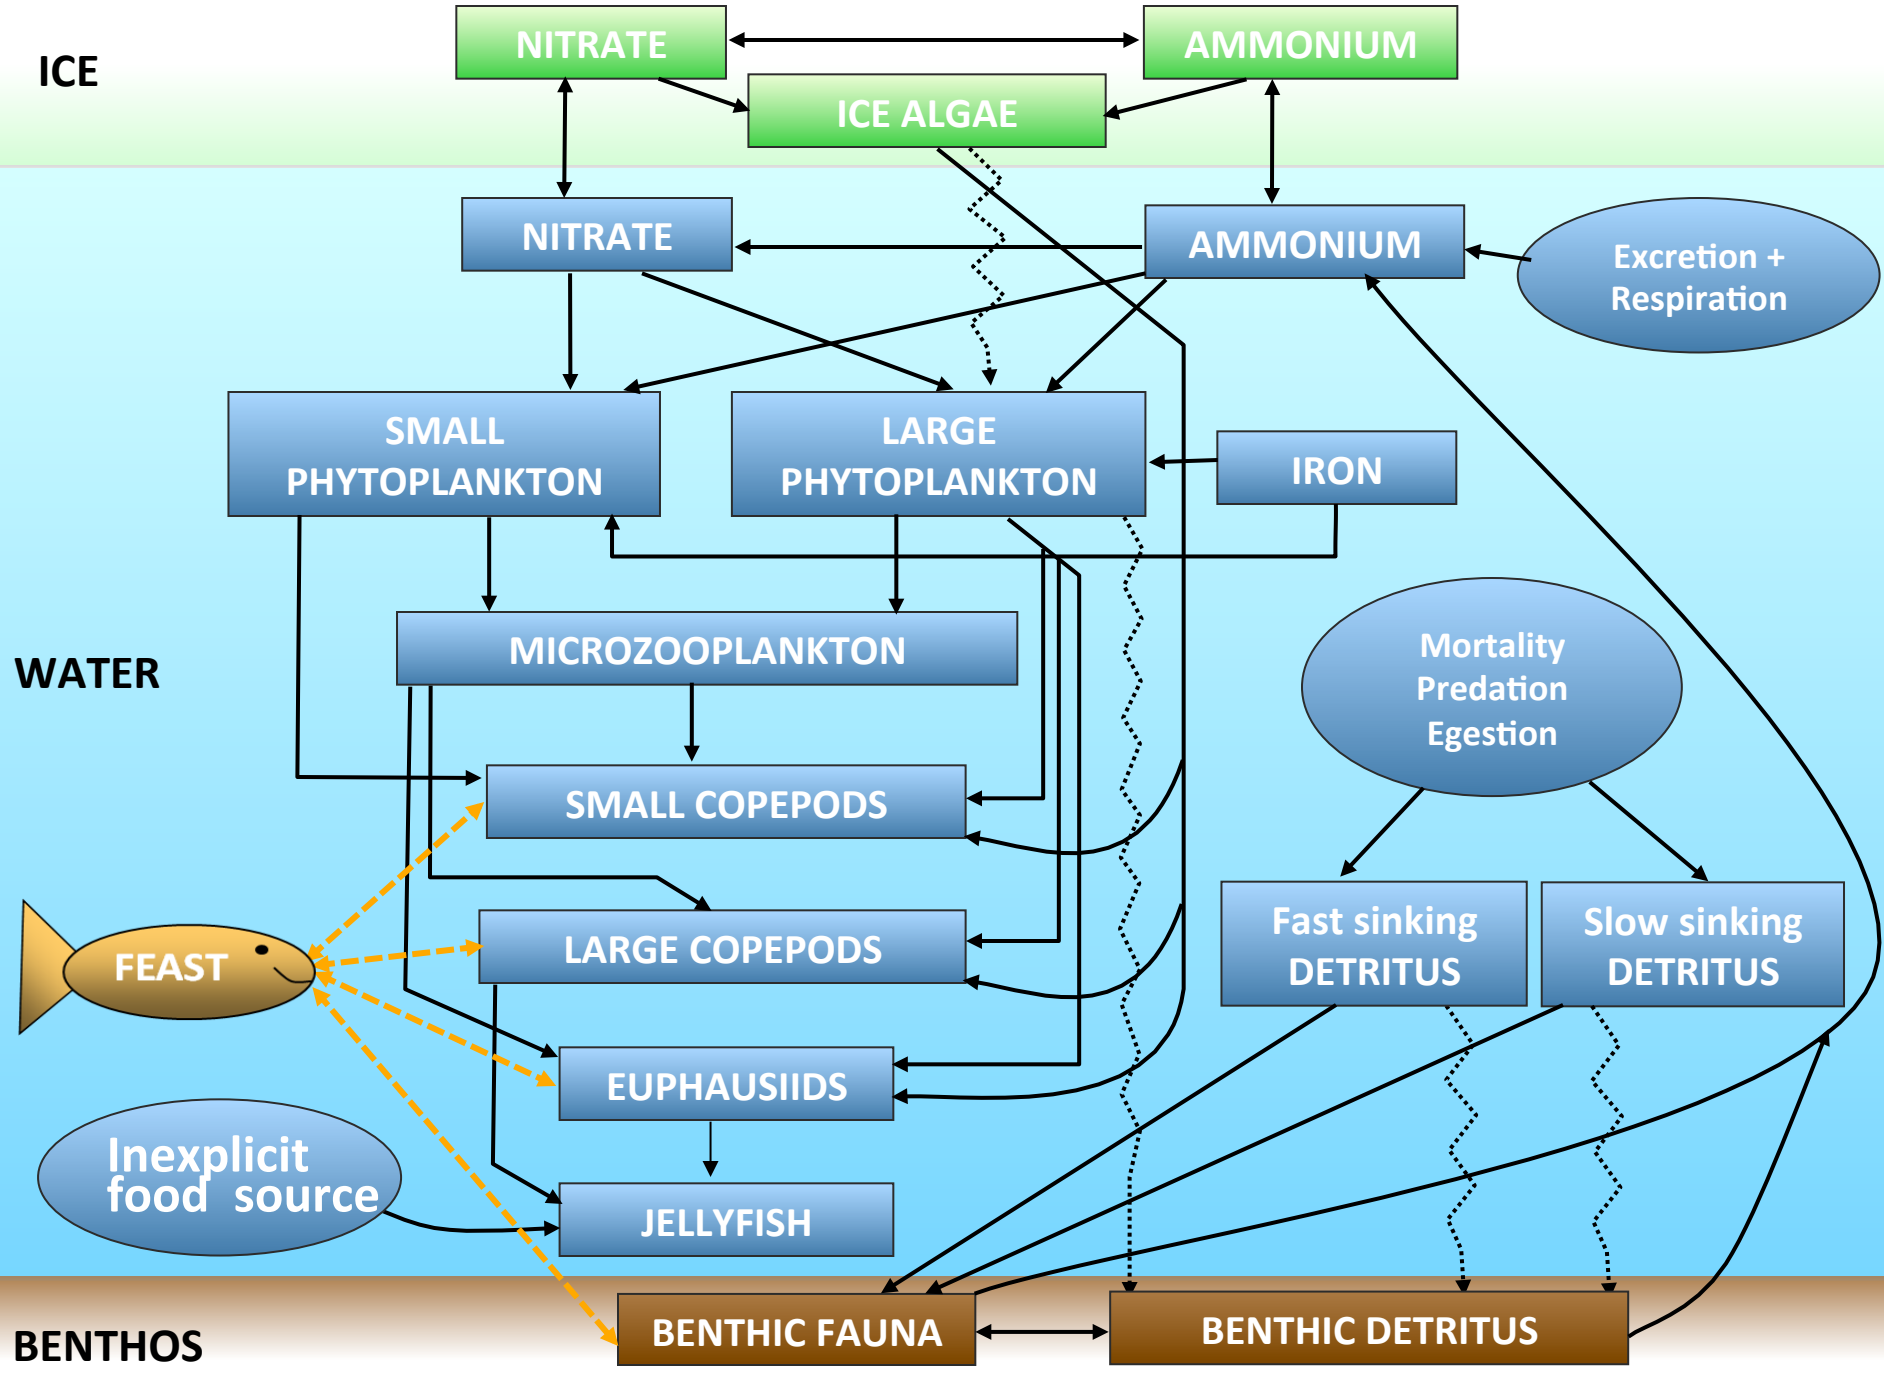 NITRATE
AMMONIUM
ICE
ICE ALGAE
NITRATE
AMMONIUM
Excretion +
Respiration
SMALL
PHYTOPLANKTON
LARGE
PHYTOPLANKTON
IRON
MICROZOOPLANKTON
WATER
Mortality
Predation
Egestion
SMALL COPEPODS
LARGE COPEPODS
Fast sinking
DETRITUS
Slow sinking
DETRITUS
FEAST
EUPHAUSIIDS
Inexplicit
food source
JELLYFISH
BENTHOS
BENTHIC FAUNA
BENTHIC DETRITUS